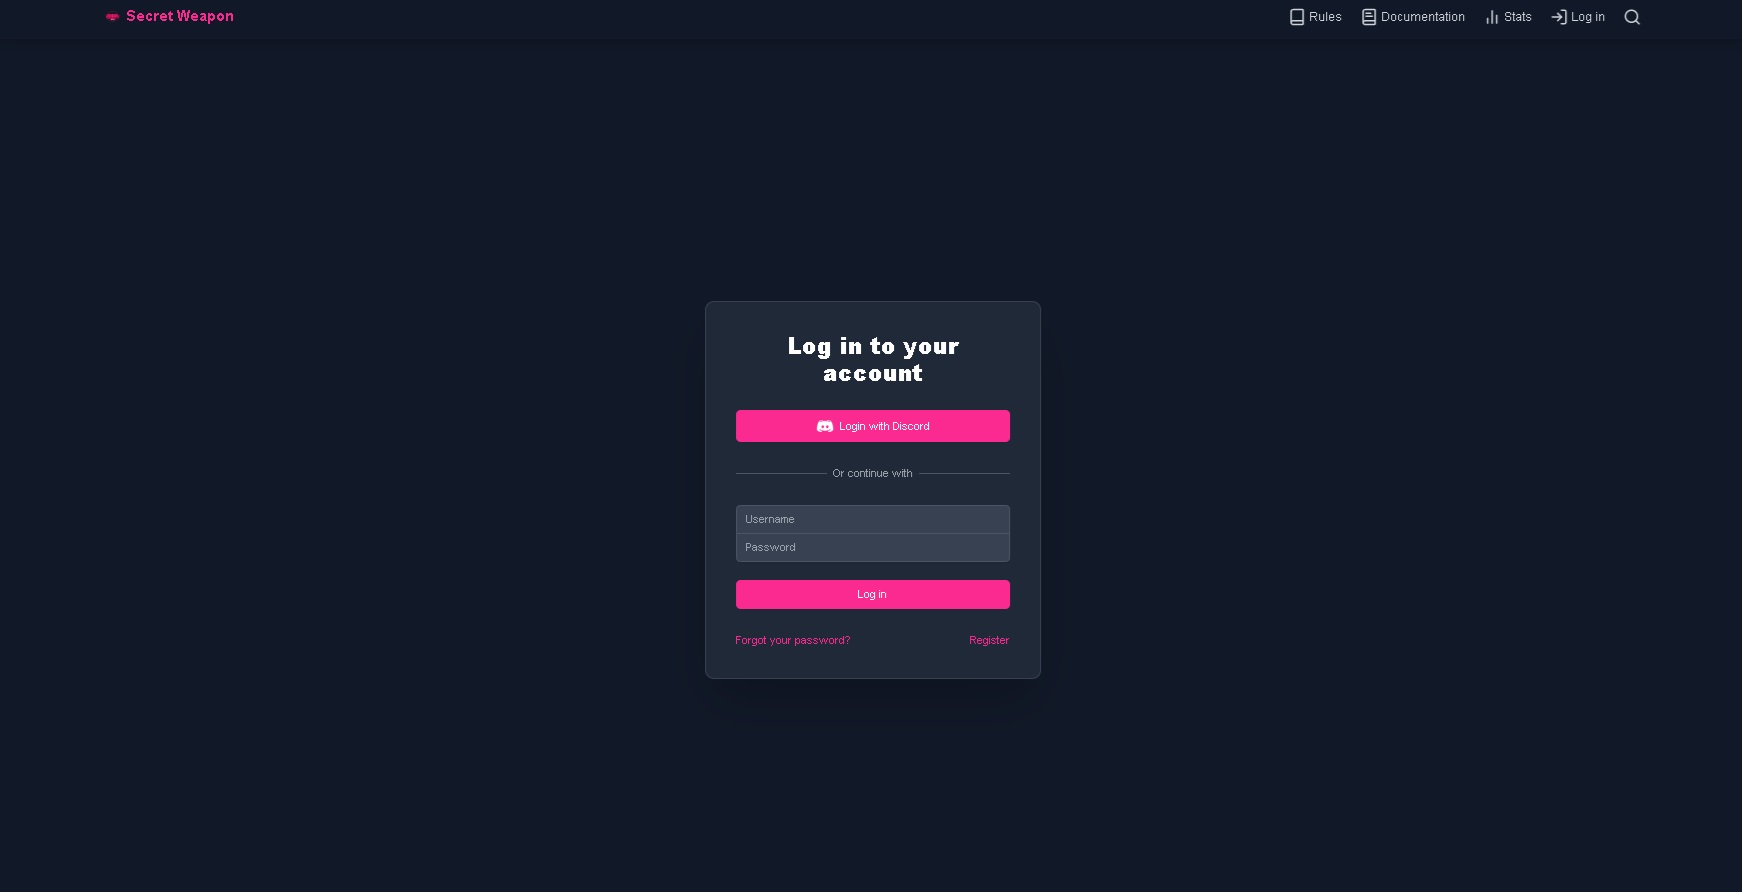 Secret Weapon
Rules Documentation Stats Log in
Log in to your
account
Login with Discord
Or continue with
Username
Password
Log in
Forgot your password? Register